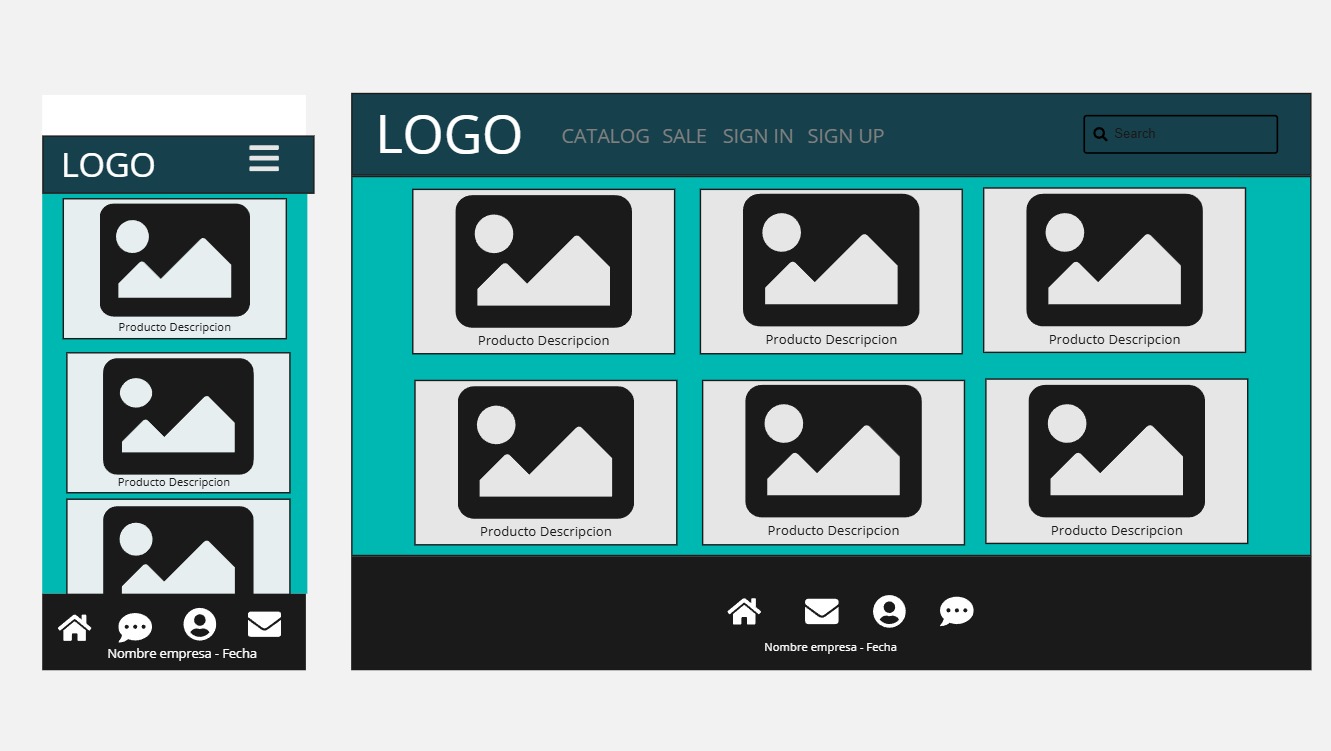 LOGO
Producto Descripcion
Producto Descripcion
Nombre empresa - Fecha
LOGO CATALOG SALE SIGN IN SIGN UP Search
Producto Descripcion Producto Descripcion Producto Descripcion
Producto Descripcion Producto Descripcion Producto Descripcion
Nombre empresa - Fecha